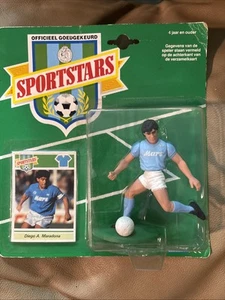 OFFICIEEL GOEDGEKEURD
SPORTSTARS
4 jaar en ouder
Gegevens van de
speler staan vermeld
op de achterkant van
de verzamelkaart
Diego A. Maradona